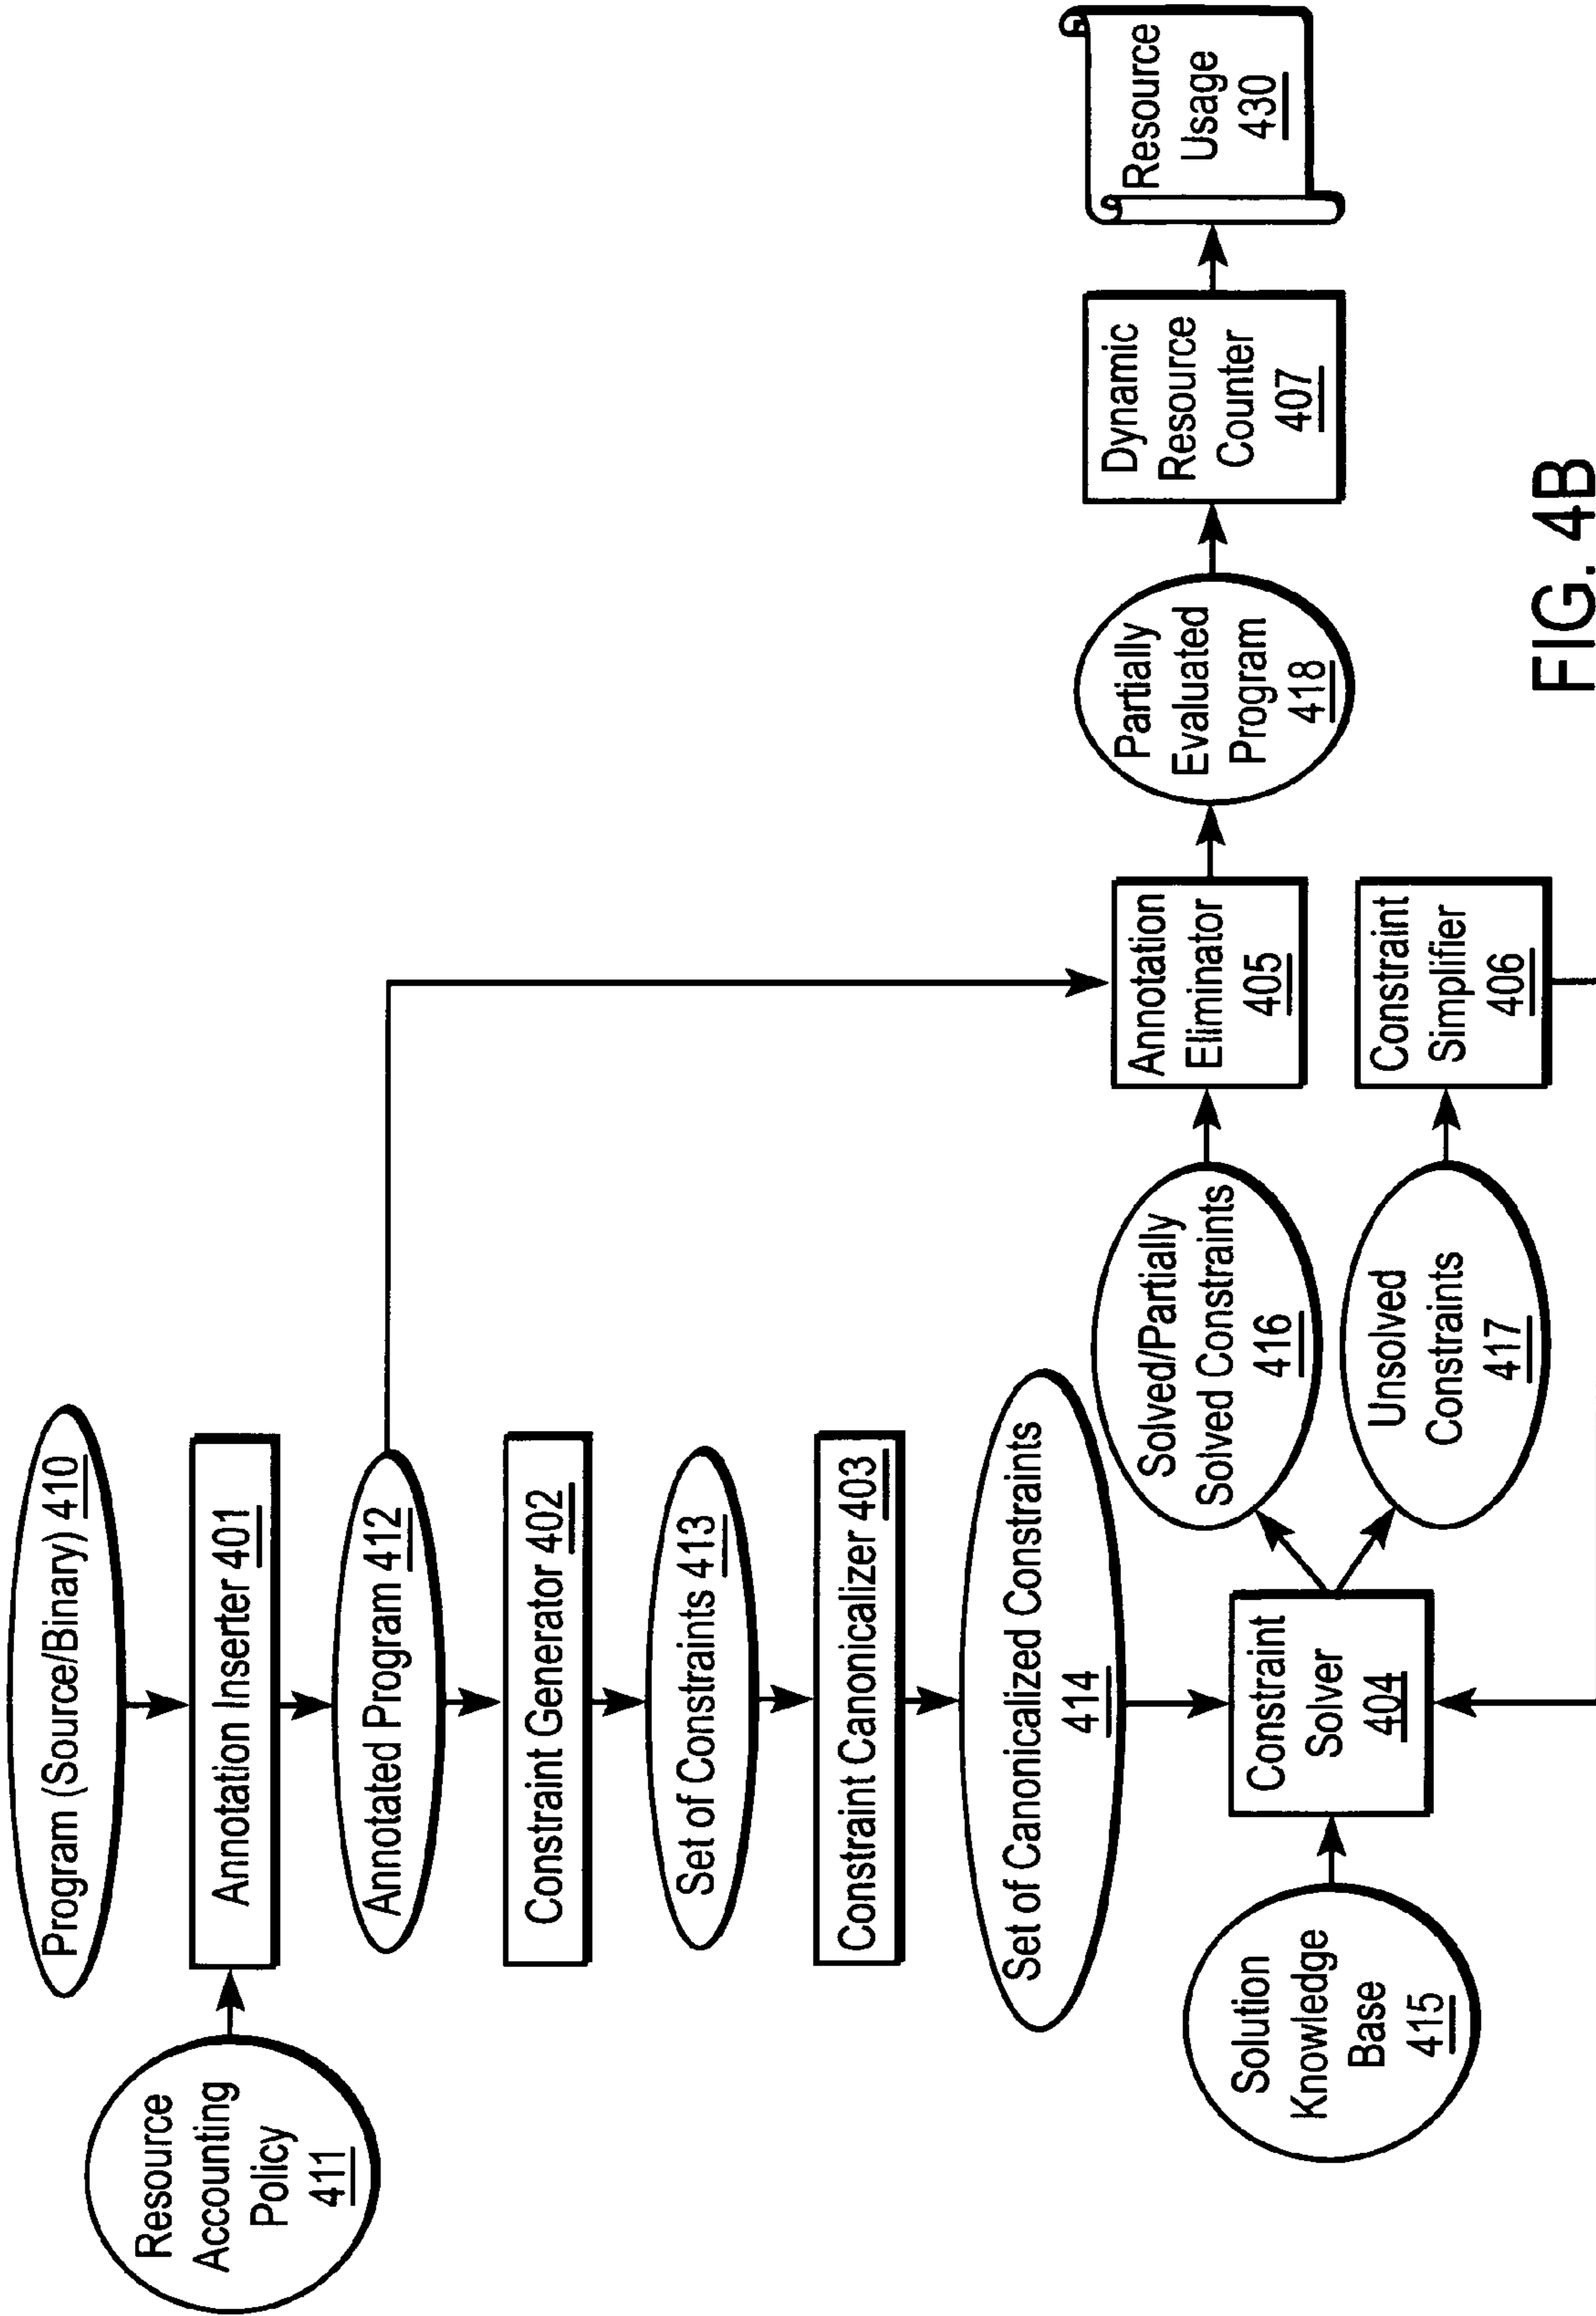 Program (Source/Binary) 410
Resource
Accounting
Policy
411
Annotation Inserter 401
Annotated Program 412
Constraint Generator 402
Set of Constraints 413
Constraint Canonicalizer 403
Set of Canonicalized Constraints
414
Solution
Knowledge
Base
415
Constraint
Solver
404
Solved/Partially
Solved Constraints
416
Unsolved
Constraints
417
Annotation
Eliminator
405
Constraint
Simplifier
406
Partially
Evaluated
Program
418
Dynamic
Resource
Counter
407
Resource
Usage
430
FIG. 4B